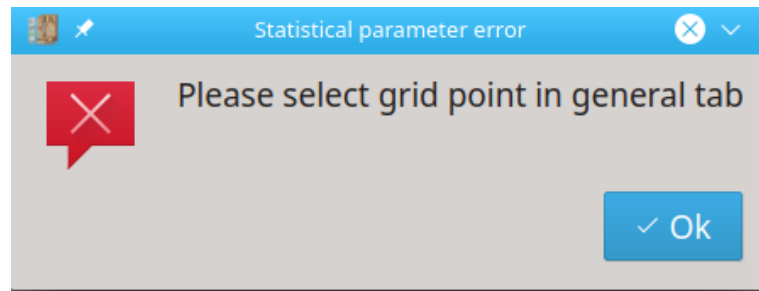 Statistical parameter error
Please select grid point in general tab
Ok